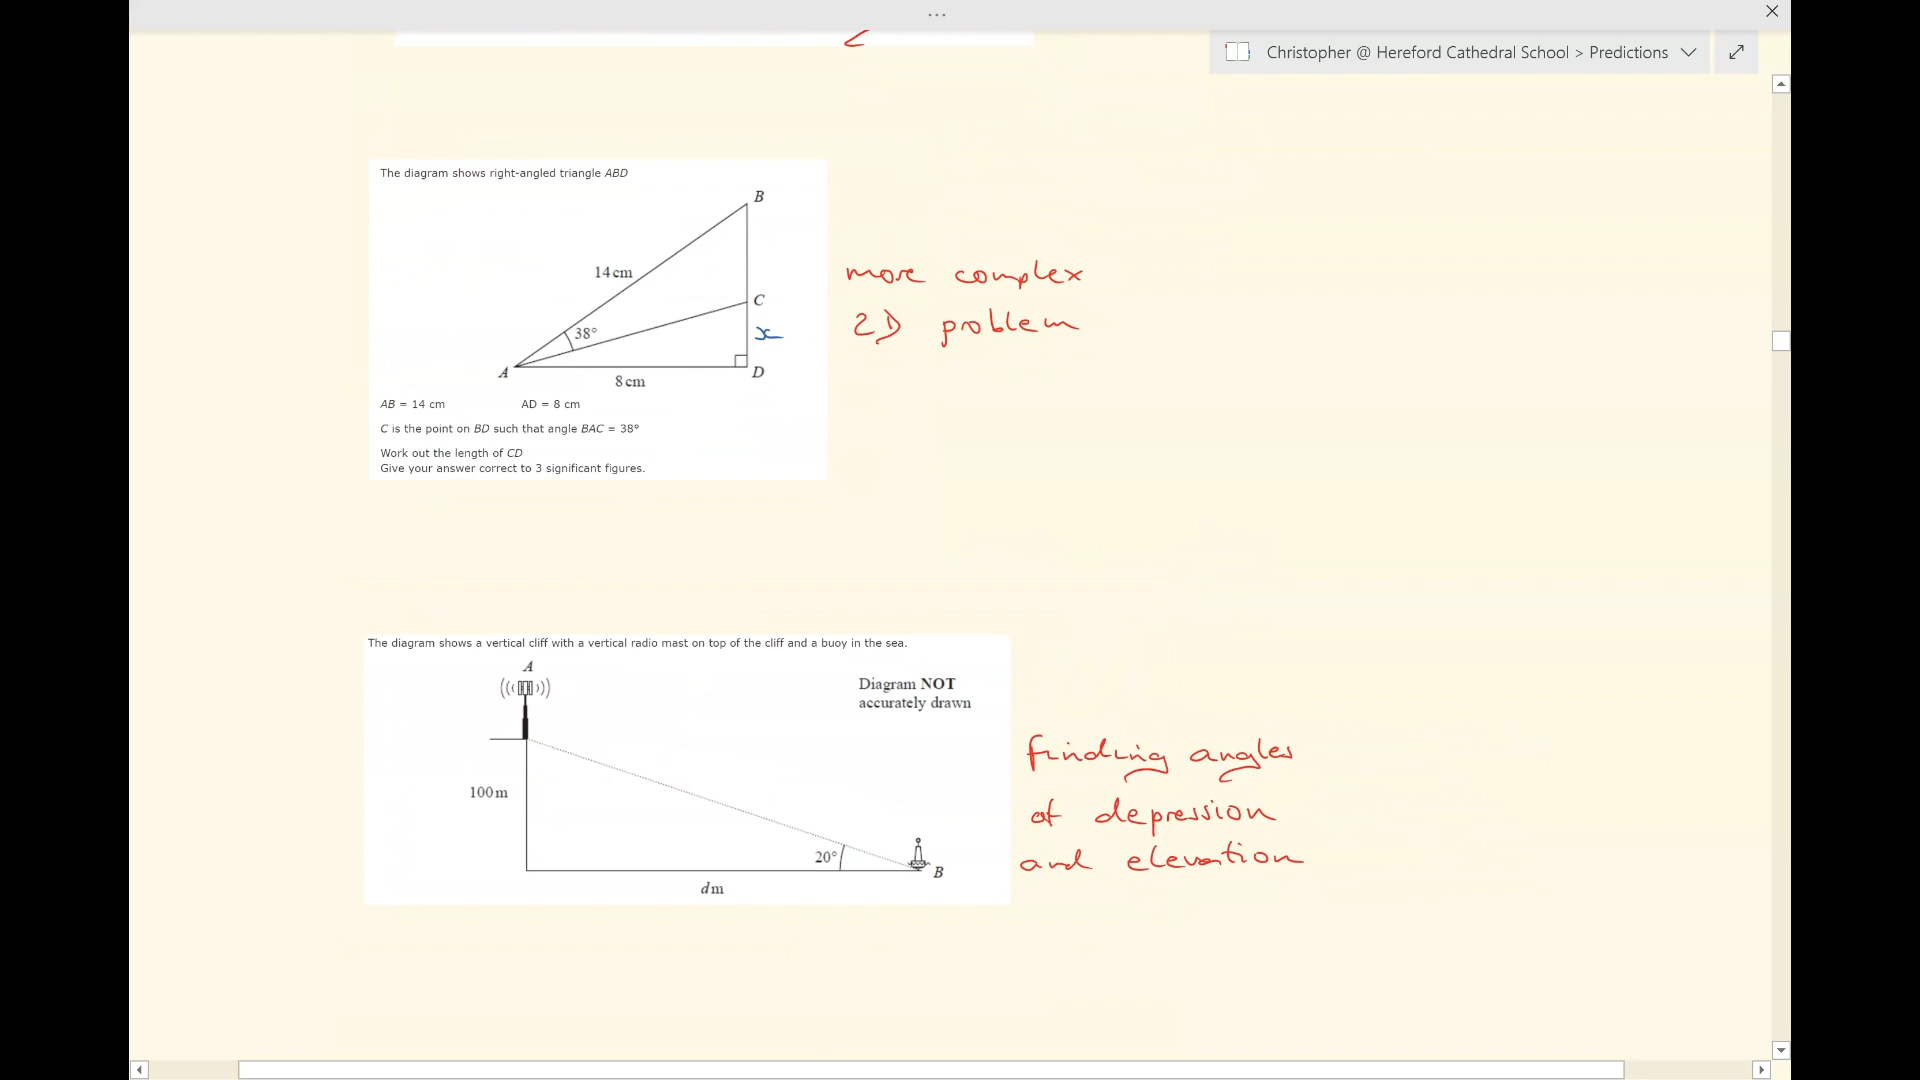 ...
Christopher @ Hereford Cathedral School > Predictions
The diagram shows right-angled triangle ABD
B
14 cm
C
38°
x
A
D
8 cm
AB = 14 cm AD = 8 cm
C is the point on BD such that angle BAC = 38°
Work out the length of CD
Give your answer correct to 3 significant figures.
more complex
2D problem
The diagram shows a vertical cliff with a vertical radio mast on top of the cliff and a buoy in the sea.
A
Diagram NOT
accurately drawn
100 m
20°
B
d m
finding angles
of depression
and elevation